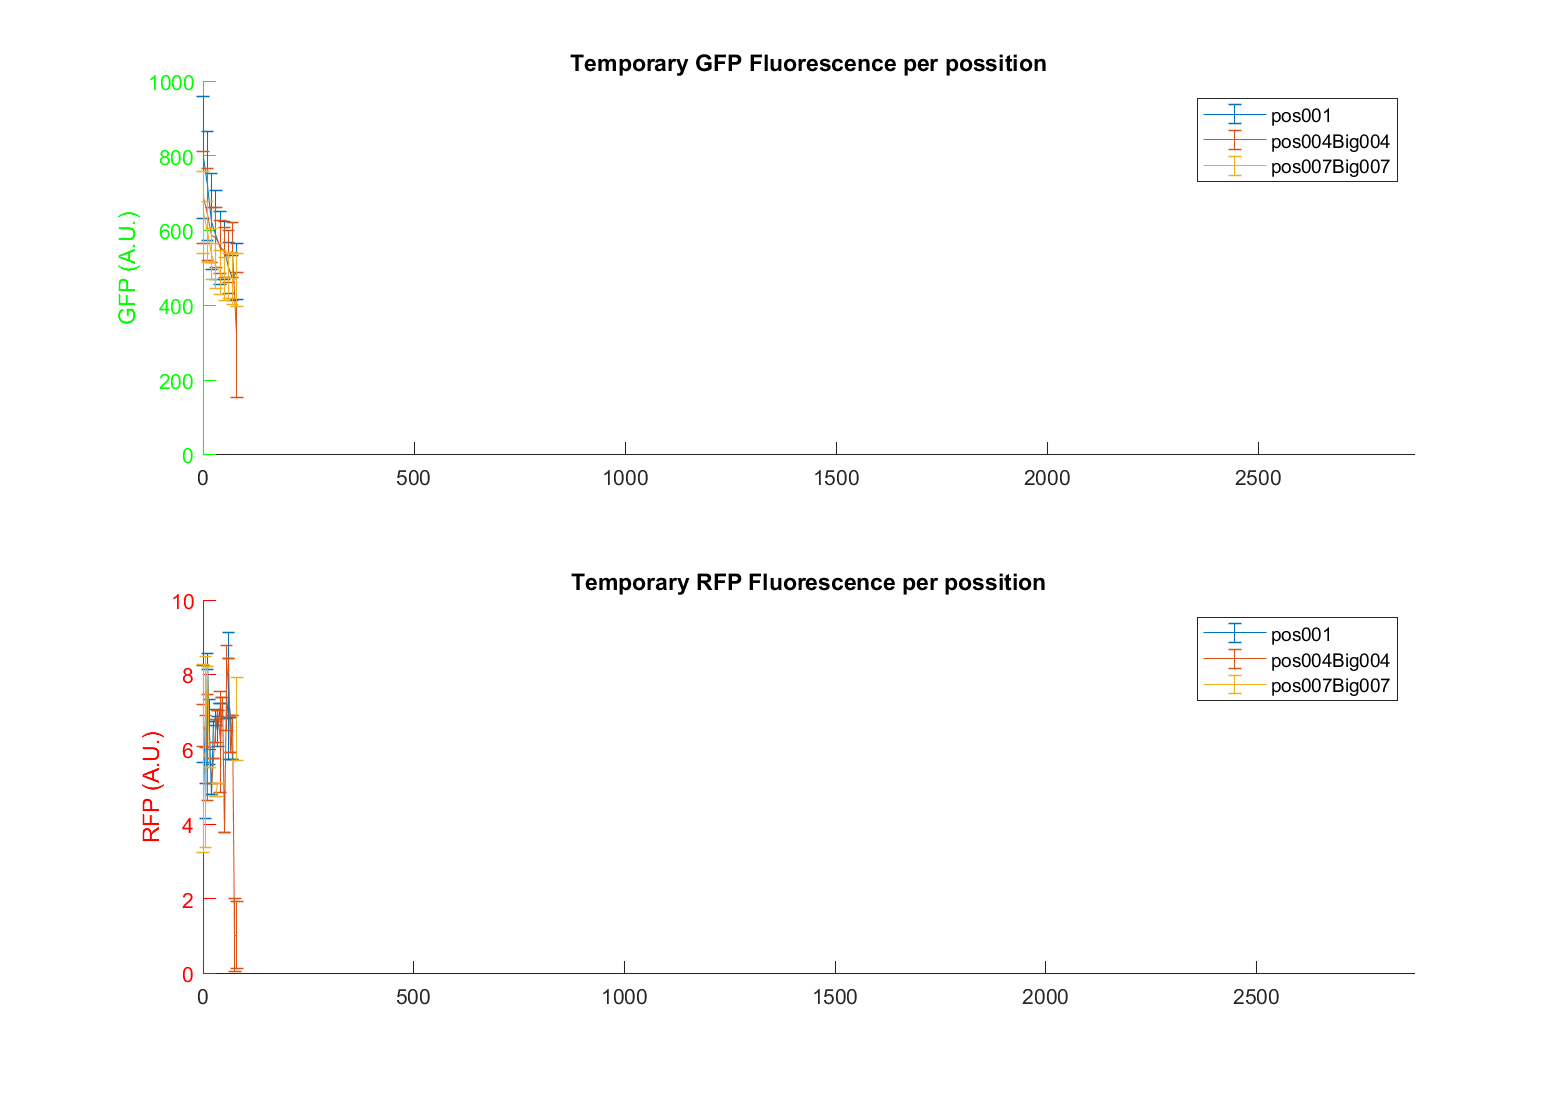 Temporary GFP Fluorescence per possition
1000
800
600
400
200
0
GFP (A.U.)
pos001
pos004Big004
pos007Big007
0 500 1000 1500 2000 2500
Temporary RFP Fluorescence per possition
10
8
6
4
2
0
RFP (A.U.)
pos001
pos004Big004
pos007Big007
0 500 1000 1500 2000 2500